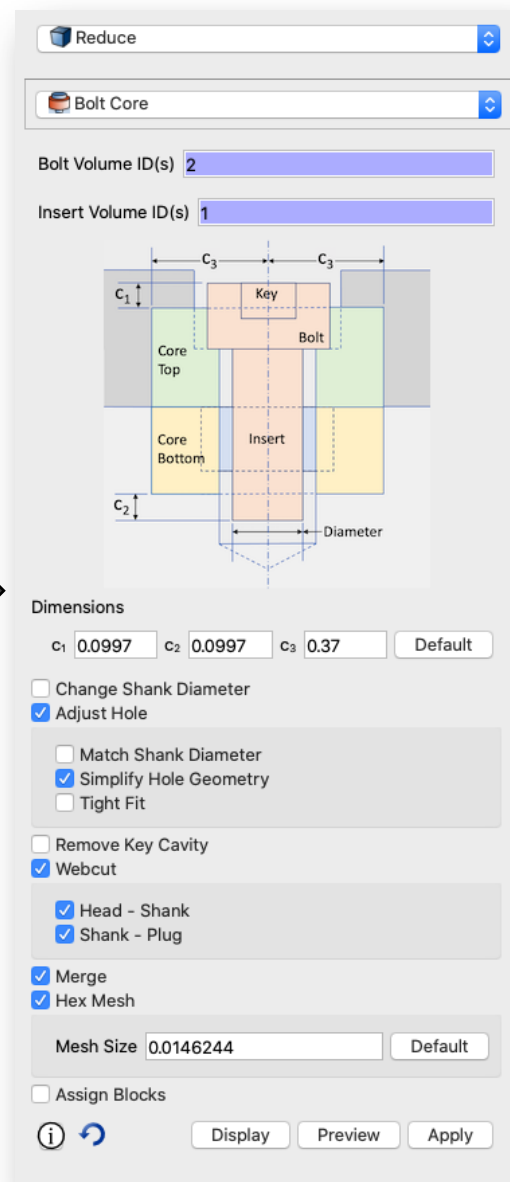 Reduce
Bolt Core
Bolt Volume ID(s) 2
Insert Volume ID(s) 1
C₃ C₃
C₁ Key
Bolt
Core
Top
Core Insert
Bottom
C₂
Diameter
Dimensions
C₁ 0.0997 C₂ 0.0997 C₃ 0.37 Default
Change Shank Diameter
Adjust Hole
Match Shank Diameter
Simplify Hole Geometry
Tight Fit
Remove Key Cavity
Webcut
Head - Shank
Shank - Plug
Merge
Hex Mesh
Mesh Size 0.0146244 Default
Assign Blocks
Display Preview Apply